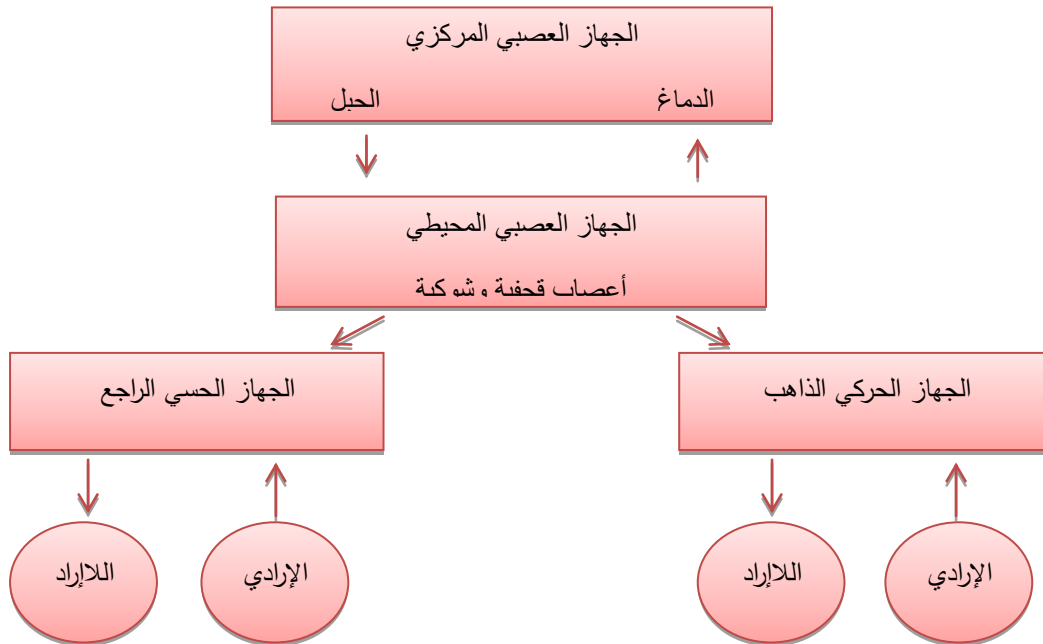 الجهاز العصبي المركزي
الدماغ الحبل
الجهاز العصبي المحيطي
أعصاب قحفية وشوكية
الجهاز الحركي الذاهب
الجهاز الحسي الراجع
الإرادي
اللاإراد
الإرادي
اللاإراد